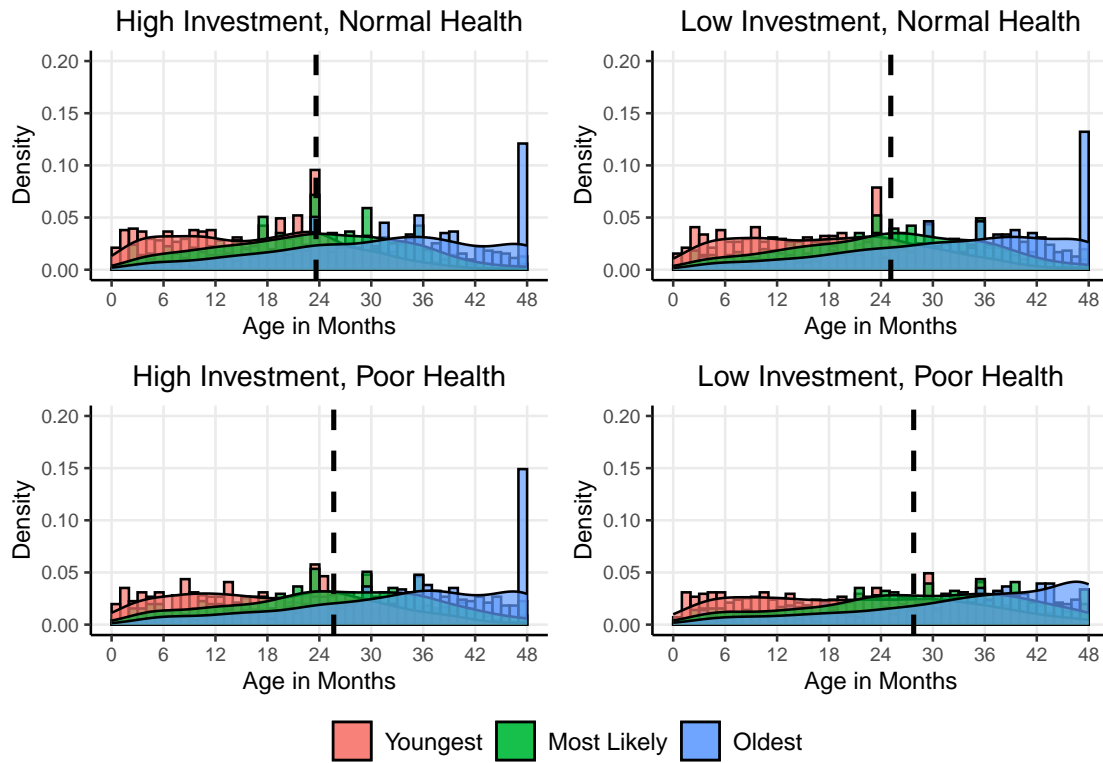 High Investment, Normal Health
Low Investment, Normal Health
0.20
0.15
0.10
0.05
0.00
Density
0 6 12 18 24 30 36 42 48
Age in Months
0.20
0.15
0.10
0.05
0.00
Density
0 6 12 18 24 30 36 42 48
Age in Months
High Investment, Poor Health
Low Investment, Poor Health
0.20
0.15
0.10
0.05
0.00
Density
0 6 12 18 24 30 36 42 48
Age in Months
0.20
0.15
0.10
0.05
0.00
Density
0 6 12 18 24 30 36 42 48
Age in Months
Youngest Most Likely Oldest